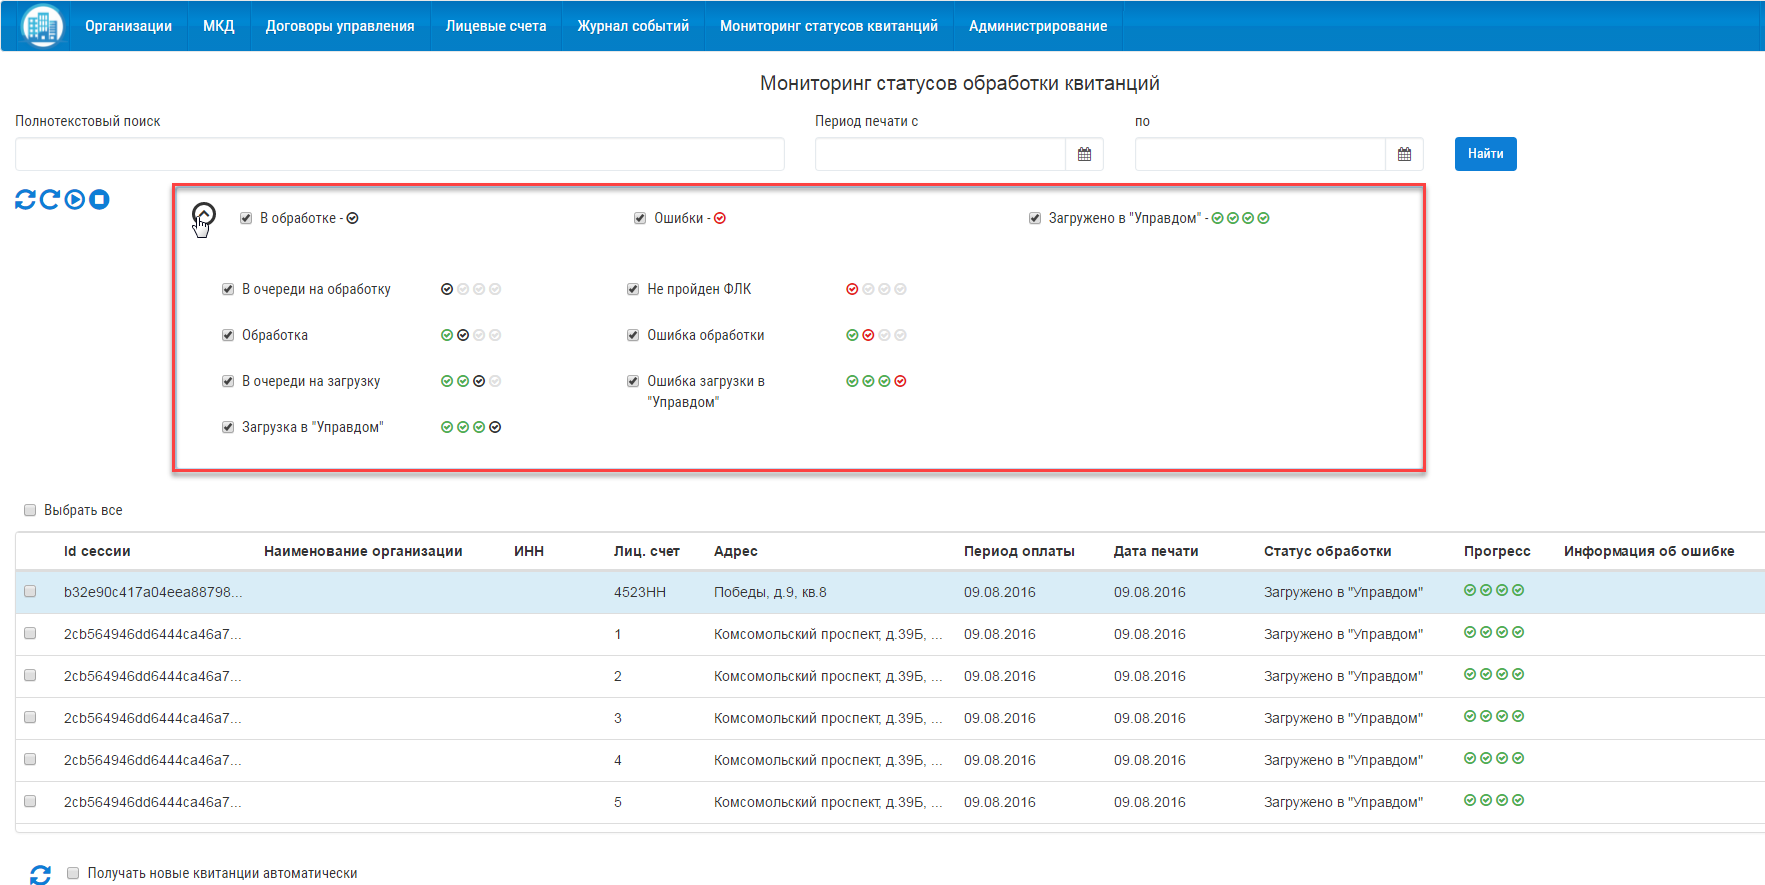 Организации МКД Договоры управления Лицевые счета Журнал событий Мониторинг статусов квитанций Администрирование
Мониторинг статусов обработки квитанций
Полнотекстовый поиск Период печати с по
Найти
В обработке - Ошибки - Загружено в "Управдом" -
В очереди на обработку Не пройден ФЛК
Обработка Ошибка обработки
В очереди на загрузку Ошибка загрузки в
"Управдом"
Загрузка в "Управдом"
Выбрать все
Id сессии Наименование организации ИНН Лиц. счет Адрес Период оплаты Дата печати Статус обработки Прогресс Информация об ошибке
b32e90c417a04eea88798... 4523НН Победы, д.9, кв.8 09.08.2016 09.08.2016 Загружено в "Управдом"
2cb564946dd6444ca46a7... 1 Комсомольский проспект, д.39Б, ... 09.08.2016 09.08.2016 Загружено в "Управдом"
2cb564946dd6444ca46a7... 2 Комсомольский проспект, д.39Б, ... 09.08.2016 09.08.2016 Загружено в "Управдом"
2cb564946dd6444ca46a7... 3 Комсомольский проспект, д.39Б, ... 09.08.2016 09.08.2016 Загружено в "Управдом"
2cb564946dd6444ca46a7... 4 Комсомольский проспект, д.39Б, ... 09.08.2016 09.08.2016 Загружено в "Управдом"
2cb564946dd6444ca46a7... 5 Комсомольский проспект, д.39Б, ... 09.08.2016 09.08.2016 Загружено в "Управдом"
Получать новые квитанции автоматически